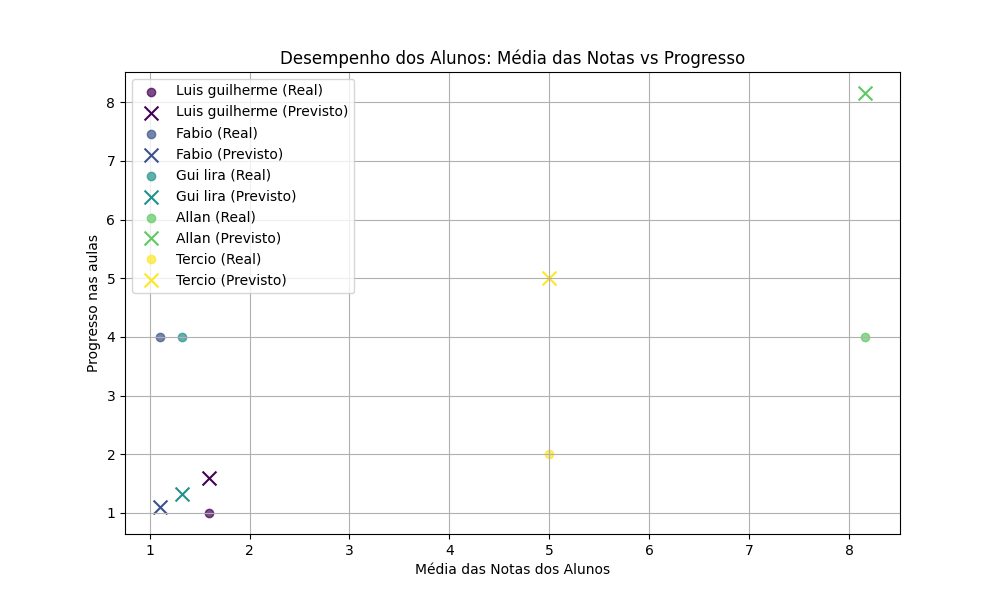 Desempenho dos Alunos: Média das Notas vs Progresso
Luis guilherme (Real)
Luis guilherme (Previsto)
Fabio (Real)
Fabio (Previsto)
Gui lira (Real)
Gui lira (Previsto)
Allan (Real)
Allan (Previsto)
Tercio (Real)
Tercio (Previsto)
Progresso nas aulas
8
7
6
5
4
3
2
1
1 2 3 4 5 6 7 8
Média das Notas dos Alunos